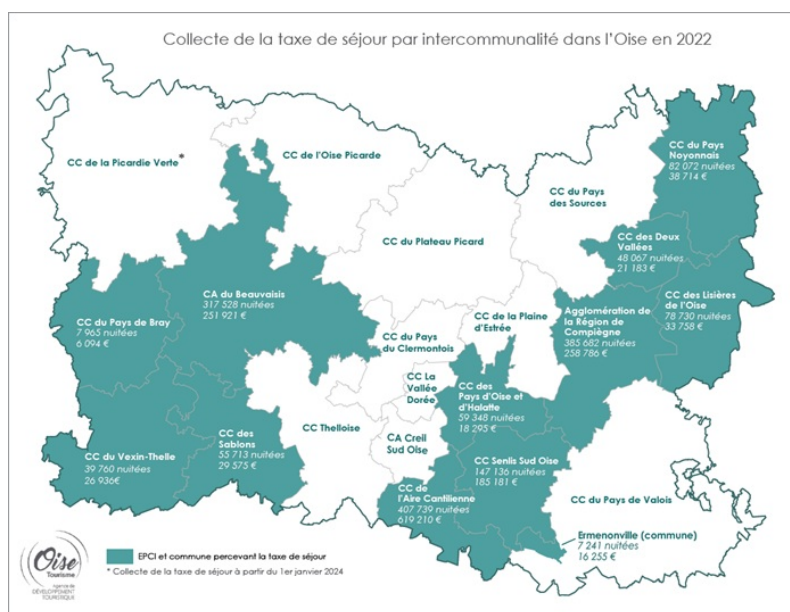 Collecte de la taxe de séjour par intercommunalité dans l'Oise en 2022
CC de la Picardie Verte*
CC de l'Oise Picarde
CC du Pays
Noyonnais
82 072 nuitées
38 714 €
CC du Pays
des Sources
CC du Plateau Picard
CC des Deux
Vallées
48 067 nuitées
21 183 €
CA du Beauvaisis
317 528 nuitées
251 921 €
CC des Lisières
de l'Oise
78 730 nuitées
33 758 €
CC du Pays de Bray
7 965 nuitées
6 094 €
CC de la Plaine
d'Estrée
Agglomération de
la Région de
Compiègne
385 682 nuitées
258 786 €
CC du Pays
du Clermontois
CC La
Vallée
Dorée
CC des
Pays d'Oise et
d'Halatte
59 348 nuitées
18 295 €
CC Thelloise
CC des
Sablons
55 713 nuitées
29 575 €
CA Creil
Sud Oise
CC du Vexin-Thelle
39 760 nuitées
26 936€
CC Senlis Sud Oise
147 136 nuitées
185 181 €
CC de
l'Aire Cantilienne
407 739 nuitées
619 210 €
CC du Pays de Valois
Ermenonville (commune)
7 241 nuitées
16 255 €
EPCI et commune percevant la taxe de séjour
* Collecte de la taxe de séjour à partir du 1er janvier 2024
Oise
Tourisme
Agence de
DÉVELOPPEMENT
TOURISTIQUE